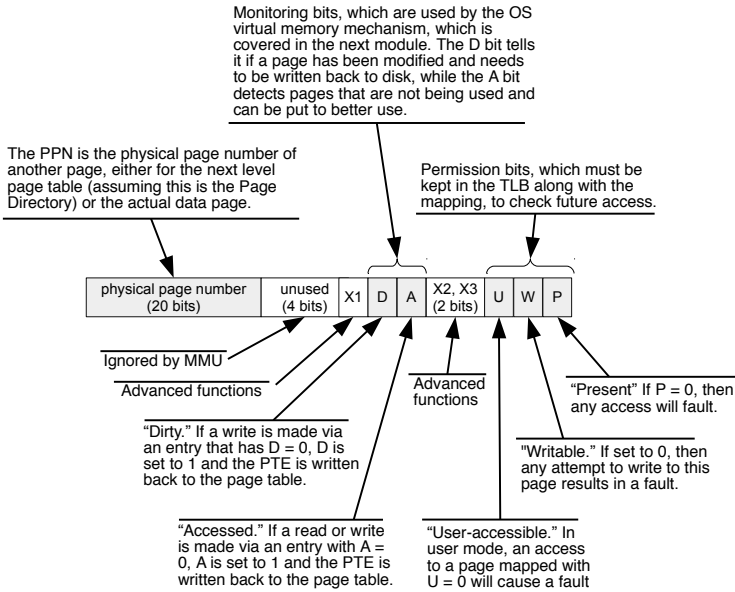 Monitoring bits, which are used by the OS
virtual memory mechanism, which is
covered in the next module. The D bit tells
it if a page has been modified and needs
to be written back to disk, while the A bit
detects pages that are not being used and
can be put to better use.
The PPN is the physical page number of
another page, either for the next level
page table (assuming this is the Page
Directory) or the actual data page.
Permission bits, which must be
kept in the TLB along with the
mapping, to check future access.
physical page number
(20 bits)
unused
(4 bits)
X1
D
A
X2, X3
(2 bits)
U
W
P
Ignored by MMU
Advanced functions
Advanced
functions
“Present” If P = 0, then
any access will fault.
“Dirty.” If a write is made via
an entry that has D = 0, D is
set to 1 and the PTE is written
back to the page table.
"Writable.” If set to 0, then
any attempt to write to this
page results in a fault.
“Accessed.” If a read or write
is made via an entry with A =
0, A is set to 1 and the PTE is
written back to the page table.
“User-accessible.” In
user mode, an access
to a page mapped with
U = 0 will cause a fault